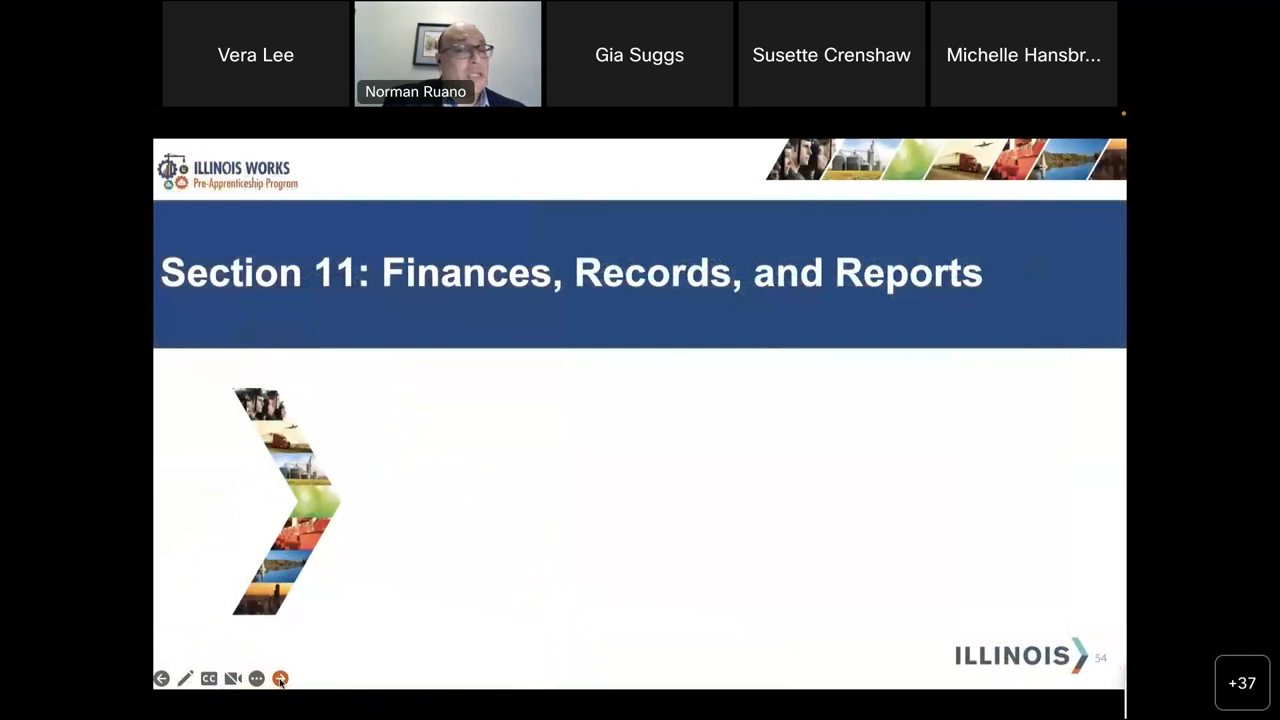 Vera Lee
Norman Ruano
Gia Suggs
Susette Crenshaw
Michelle Hansbr...
ILLINOIS WORKS
Pre-Apprenticeship Program
Section 11: Finances, Records, and Reports
ILLINOIS
54
CC
+37